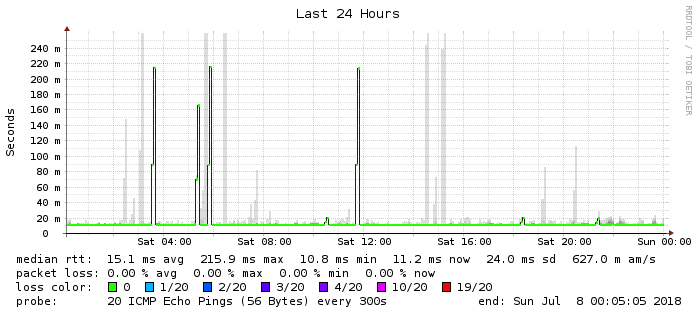 Last 24 Hours
RRDTOOL / TOBI OETIKER
Seconds
240 m
220 m
200 m
180 m
160 m
140 m
120 m
100 m
80 m
60 m
40 m
20 m
0
Sat 04:00 Sat 08:00 Sat 12:00 Sat 16:00 Sat 20:00 Sun 00:00
median rtt: 15.1 ms avg 215.9 ms max 10.8 ms min 11.2 ms now 24.0 ms sd 627.0 m am/s
packet loss: 0.00 % avg 0.00 % max 0.00 % min 0.00 % now
loss color: 0 1/20 2/20 3/20 4/20 10/20 19/20
probe: 20 ICMP Echo Pings (56 Bytes) every 300s end: Sun Jul 8 00:05:05 2018